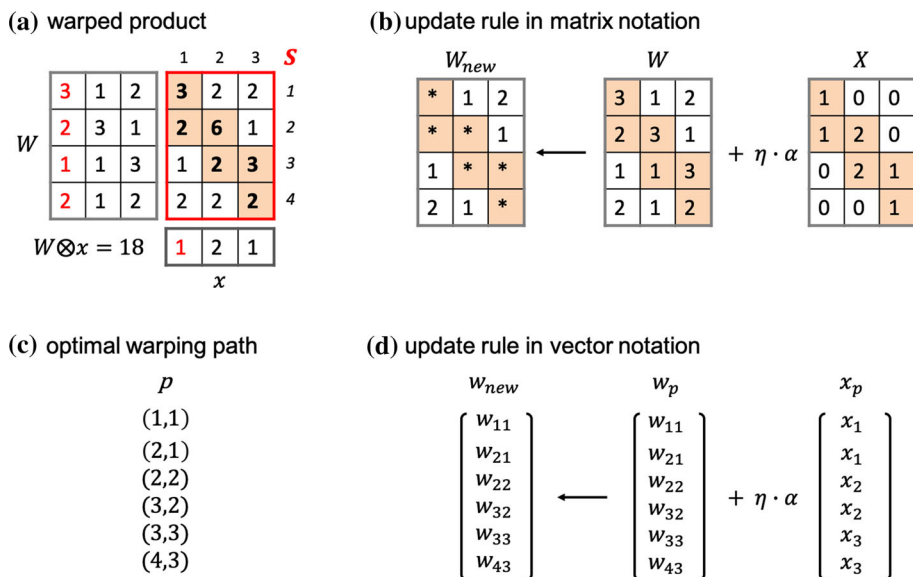 (a) warped product
1 2 3 S
W
3 1 2
2 3 1
1 1 3
2 1 2
3 2 2 1
2 6 1 2
1 2 3 3
2 2 2 4
W⊗x = 18
1 2 1
x
(b) update rule in matrix notation
W_new
* 1 2
* * 1
1 * *
2 1 *
←
W
3 1 2
2 3 1
1 1 3
2 1 2
+ η · α
X
1 0 0
1 2 0
0 2 1
0 0 1
(c) optimal warping path
p
(1,1)
(2,1)
(2,2)
(3,2)
(3,3)
(4,3)
(d) update rule in vector notation
w_new
w_11
w_21
w_22
w_32
w_33
w_43
←
w_p
w_11
w_21
w_22
w_32
w_33
w_43
+ η · α
x_p
x_1
x_1
x_2
x_2
x_3
x_3